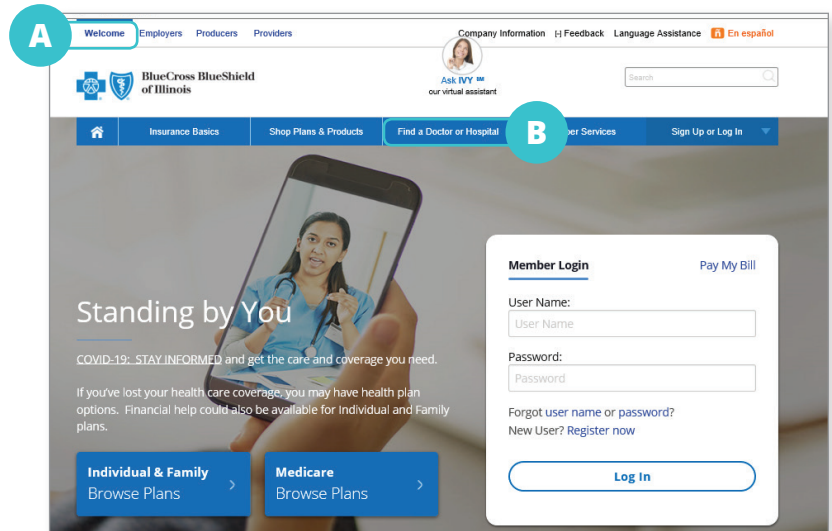 A
Welcome Employers Producers Providers
Company Information [-] Feedback Language Assistance ñ En español
BlueCross BlueShield
of Illinois
Ask IVY SM
our virtual assistant
Search
Insurance Basics Shop Plans & Products Find a Doctor or Hospital B er Services Sign Up or Log In
Standing by You
COVID-19: STAY INFORMED and get the care and coverage you need.
If you've lost your health care coverage, you may have health plan
options. Financial help could also be available for Individual and Family
plans.
Individual & Family
Browse Plans
Medicare
Browse Plans
Member Login Pay My Bill
User Name:
User Name
Password:
Password
Forgot user name or password?
New User? Register now
Log In